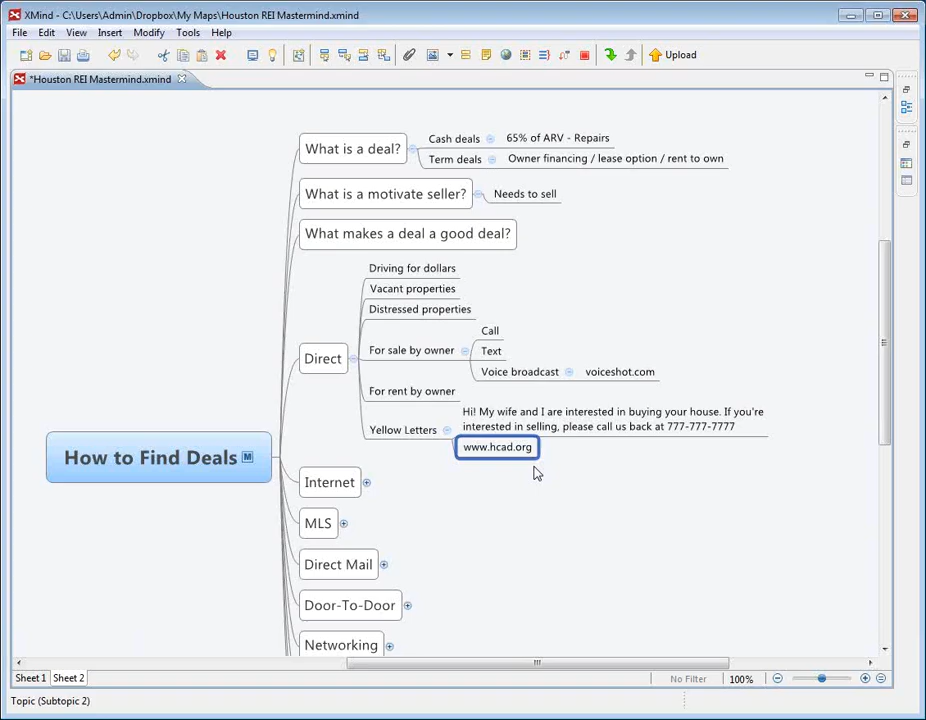 XMind - C:\Users\Admin\Dropbox\My Maps\Houston REI Mastermind.xmind
File Edit View Insert Modify Tools Help
Upload
*Houston REI Mastermind.xmind
What is a deal?
Cash deals
65% of ARV - Repairs
Term deals
Owner financing / lease option / rent to own
What is a motivate seller?
Needs to sell
What makes a deal a good deal?
Direct
Driving for dollars
Vacant properties
Distressed properties
For sale by owner
Call
Text
Voice broadcast
voiceshot.com
For rent by owner
Yellow Letters
Hi! My wife and I are interested in buying your house. If you're
interested in selling, please call us back at 777-777-7777
www.hcad.org
How to Find Deals
Internet
MLS
Direct Mail
Door-To-Door
Networking
Sheet 1 Sheet 2
No Filter
100%
Topic (Subtopic 2)